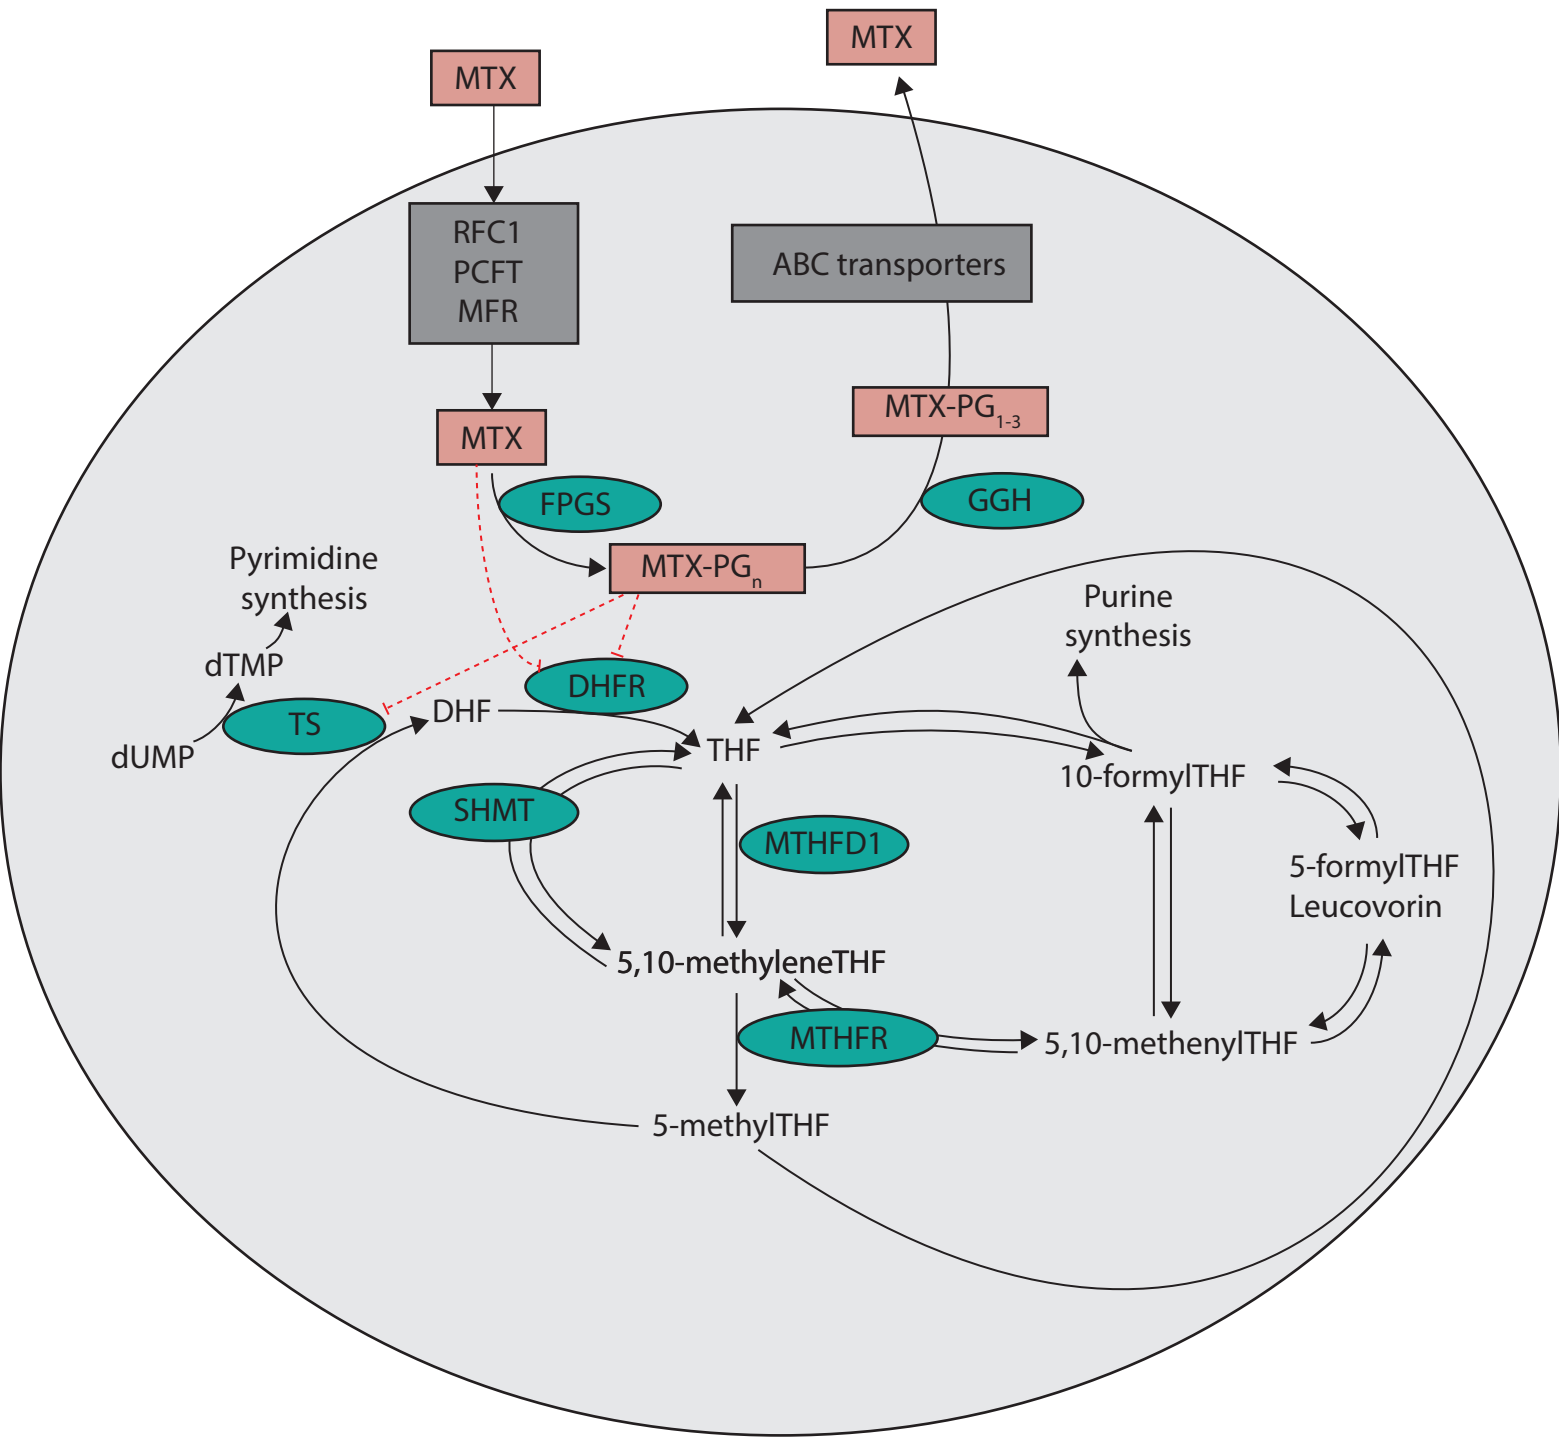 MTX
MTX
RFC1
PCFT
MFR
ABC transporters
MTX
MTX-PG1-3
FPGS
GGH
MTX-PGn
Pyrimidine
synthesis
Purine
synthesis
dTMP
DHFR
TS
DHF
dUMP
THF
10-formylTHF
SHMT
MTHFD1
5-formylTHF
Leucovorin
5,10-methyleneTHF
MTHFR
5,10-methenylTHF
5-methylTHF